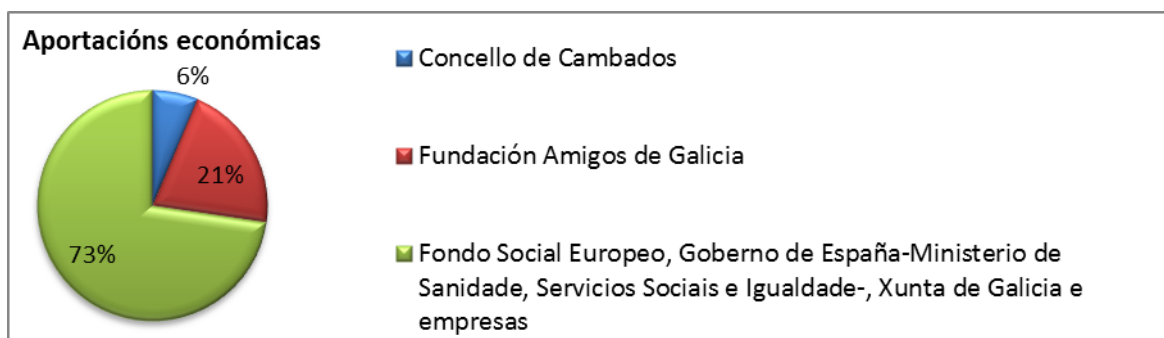 Aportacións económicas
6%
21%
73%
Concello de Cambados
Fundación Amigos de Galicia
Fondo Social Europeo, Goberno de España-Ministerio de
Sanidade, Servicios Sociais e Igualdade-, Xunta de Galicia e
empresas